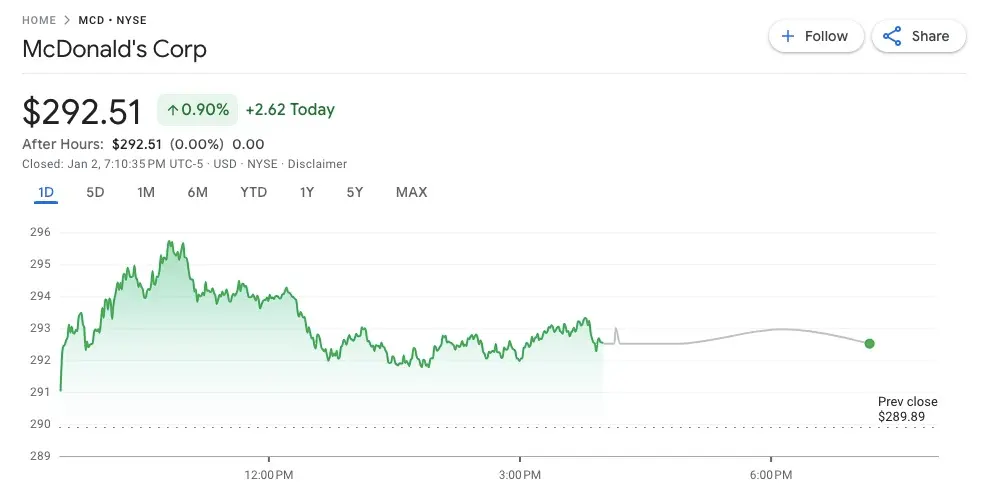 HOME > MCD • NYSE
McDonald's Corp
+ Follow
Share
$292.51 ↑0.90% +2.62 Today
After Hours: $292.51 (0.00%) 0.00
Closed: Jan 2, 7:10:35 PM UTC-5 · USD · NYSE · Disclaimer
1D 5D 1M 6M YTD 1Y 5Y MAX
296
295
294
293
292
291
290
289
Prev close
$289.89
12:00 PM 3:00 PM 6:00 PM